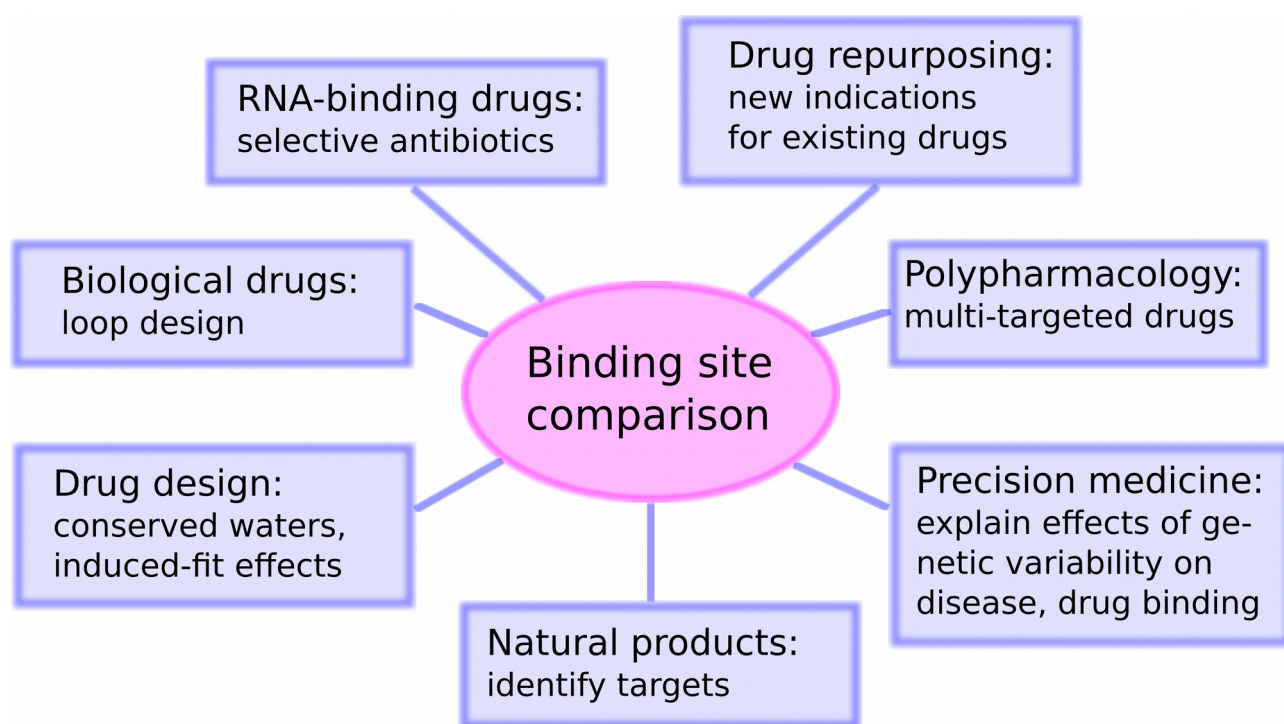 Drug repurposing:
new indications
for existing drugs
RNA-binding drugs:
selective antibiotics
Biological drugs:
loop design
Polypharmacology:
multi-targeted drugs
Binding site
comparison
Drug design:
conserved waters,
induced-fit effects
Precision medicine:
explain effects of ge-
netic variability on
disease, drug binding
Natural products:
identify targets